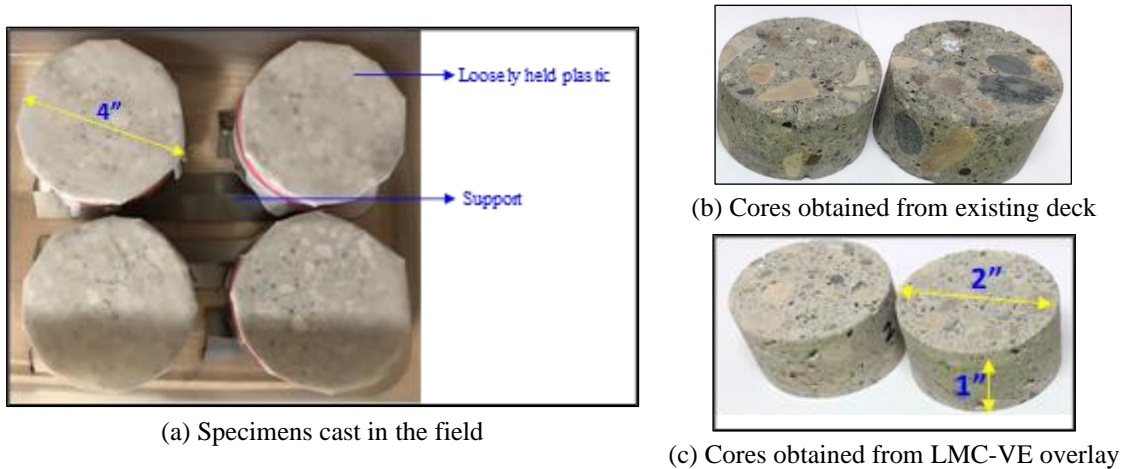 4"
Loosely held plastic
Support
(a) Specimens cast in the field
(b) Cores obtained from existing deck
2"
1"
(c) Cores obtained from LMC-VE overlay